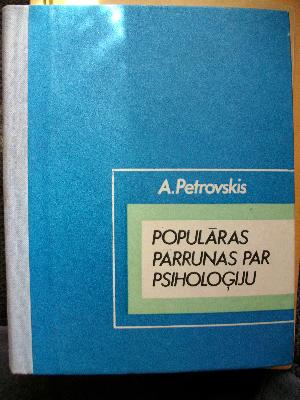 A.Petrovskis
POPULĀRAS
PARRUNAS PAR
PSIHOLOĢIJU